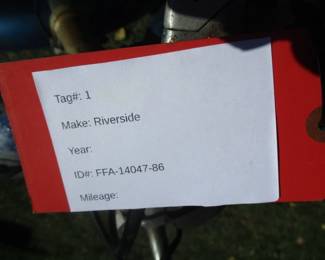 Tag#: 1
Make: Riverside
Year:
ID#: FFA-14047-86
Mileage: